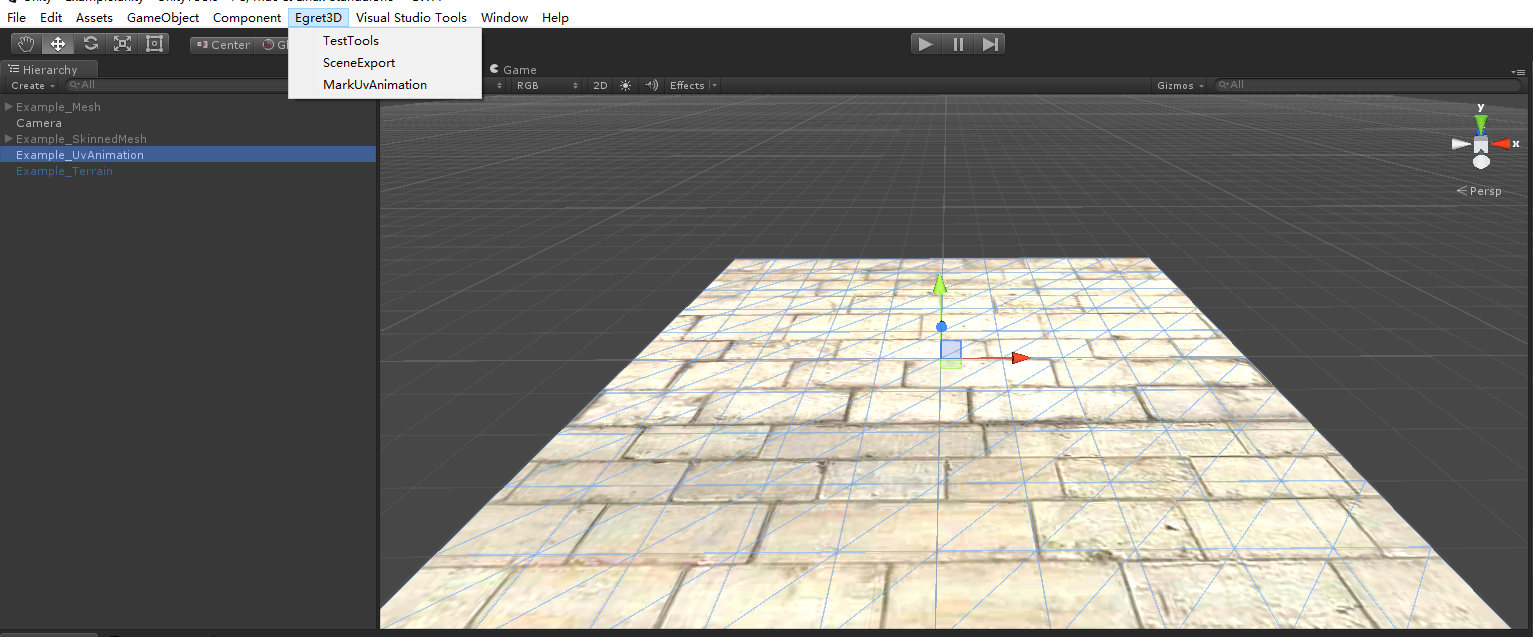 File Edit Assets GameObject Component Egret3D Visual Studio Tools Window Help
TestTools
SceneExport
MarkUvAnimation
Center
Hierarchy
Game
Create
All
RGB
2D
Effects
Gizmos
All
Example_Mesh
Camera
Example_SkinnedMesh
Example_UvAnimation
Example_Terrain
y
x
Persp